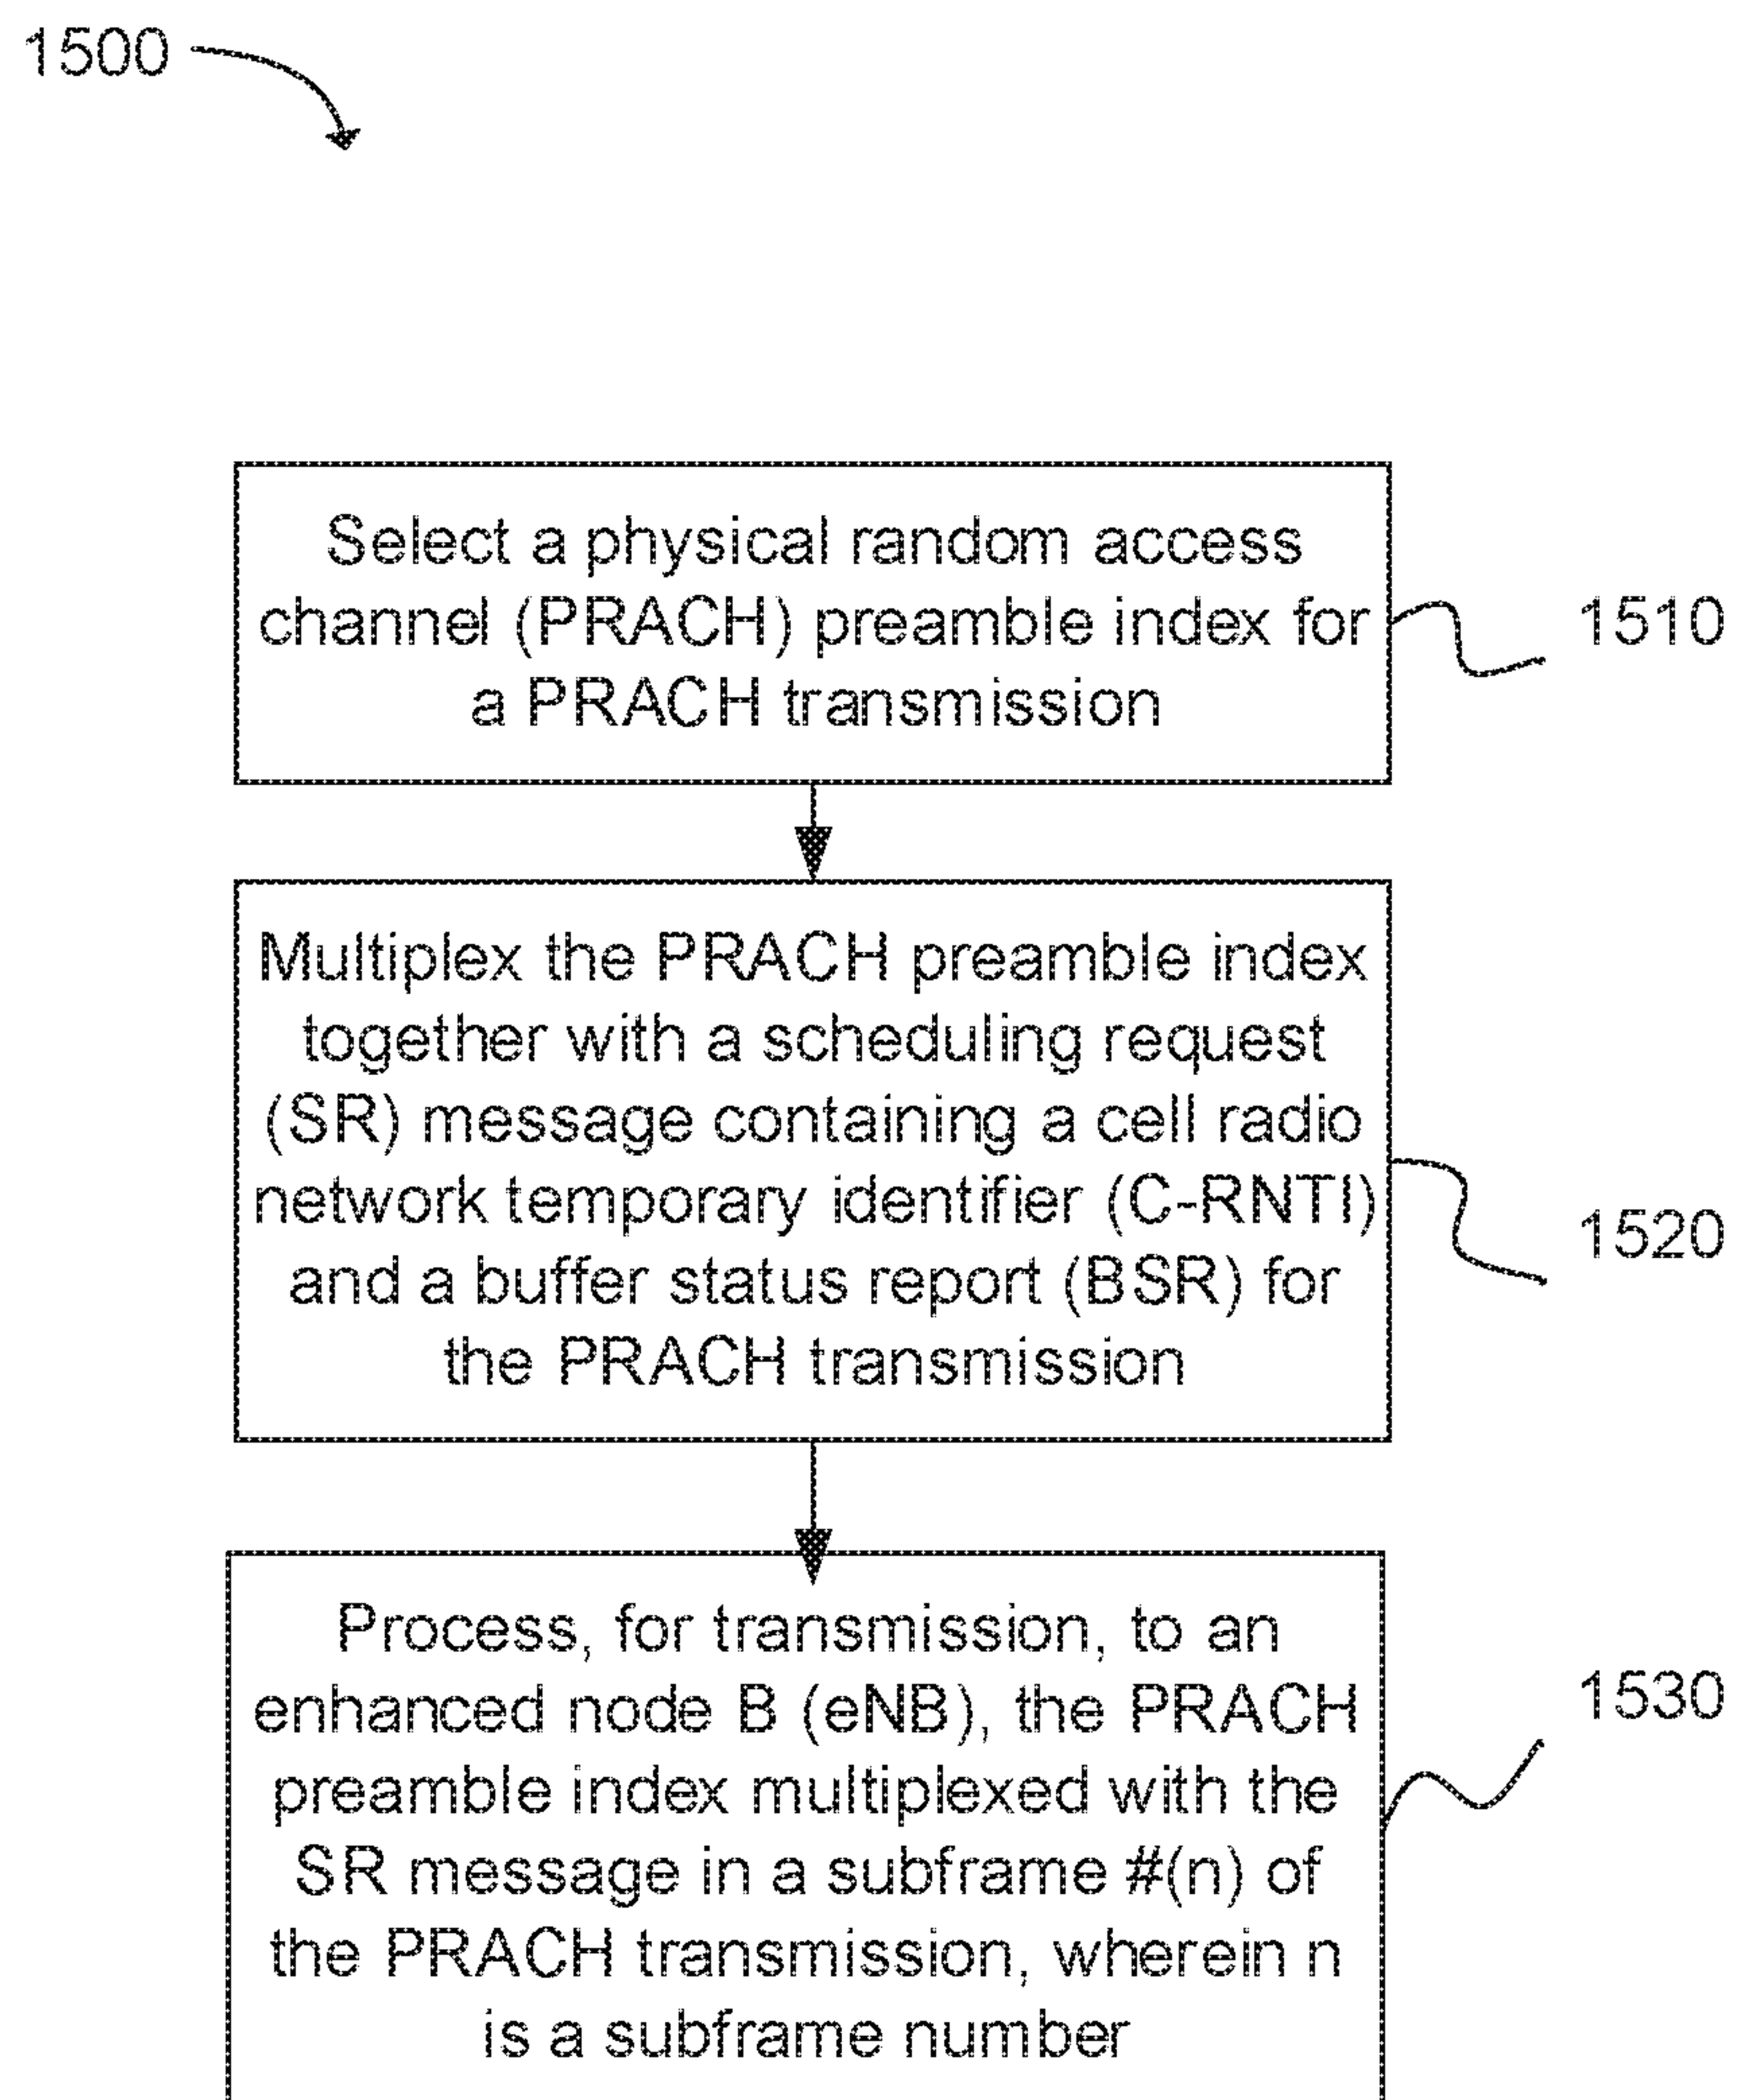 1500
Select a physical random access
channel (PRACH) preamble index for
a PRACH transmission
1510
Multiplex the PRACH preamble index
together with a scheduling request
(SR) message containing a cell radio
network temporary identifier (C-RNTI)
and a buffer status report (BSR) for
the PRACH transmission
1520
Process, for transmission, to an
enhanced node B (eNB), the PRACH
preamble index multiplexed with the
SR message in a subframe #(n) of
the PRACH transmission, wherein n
is a subframe number
1530